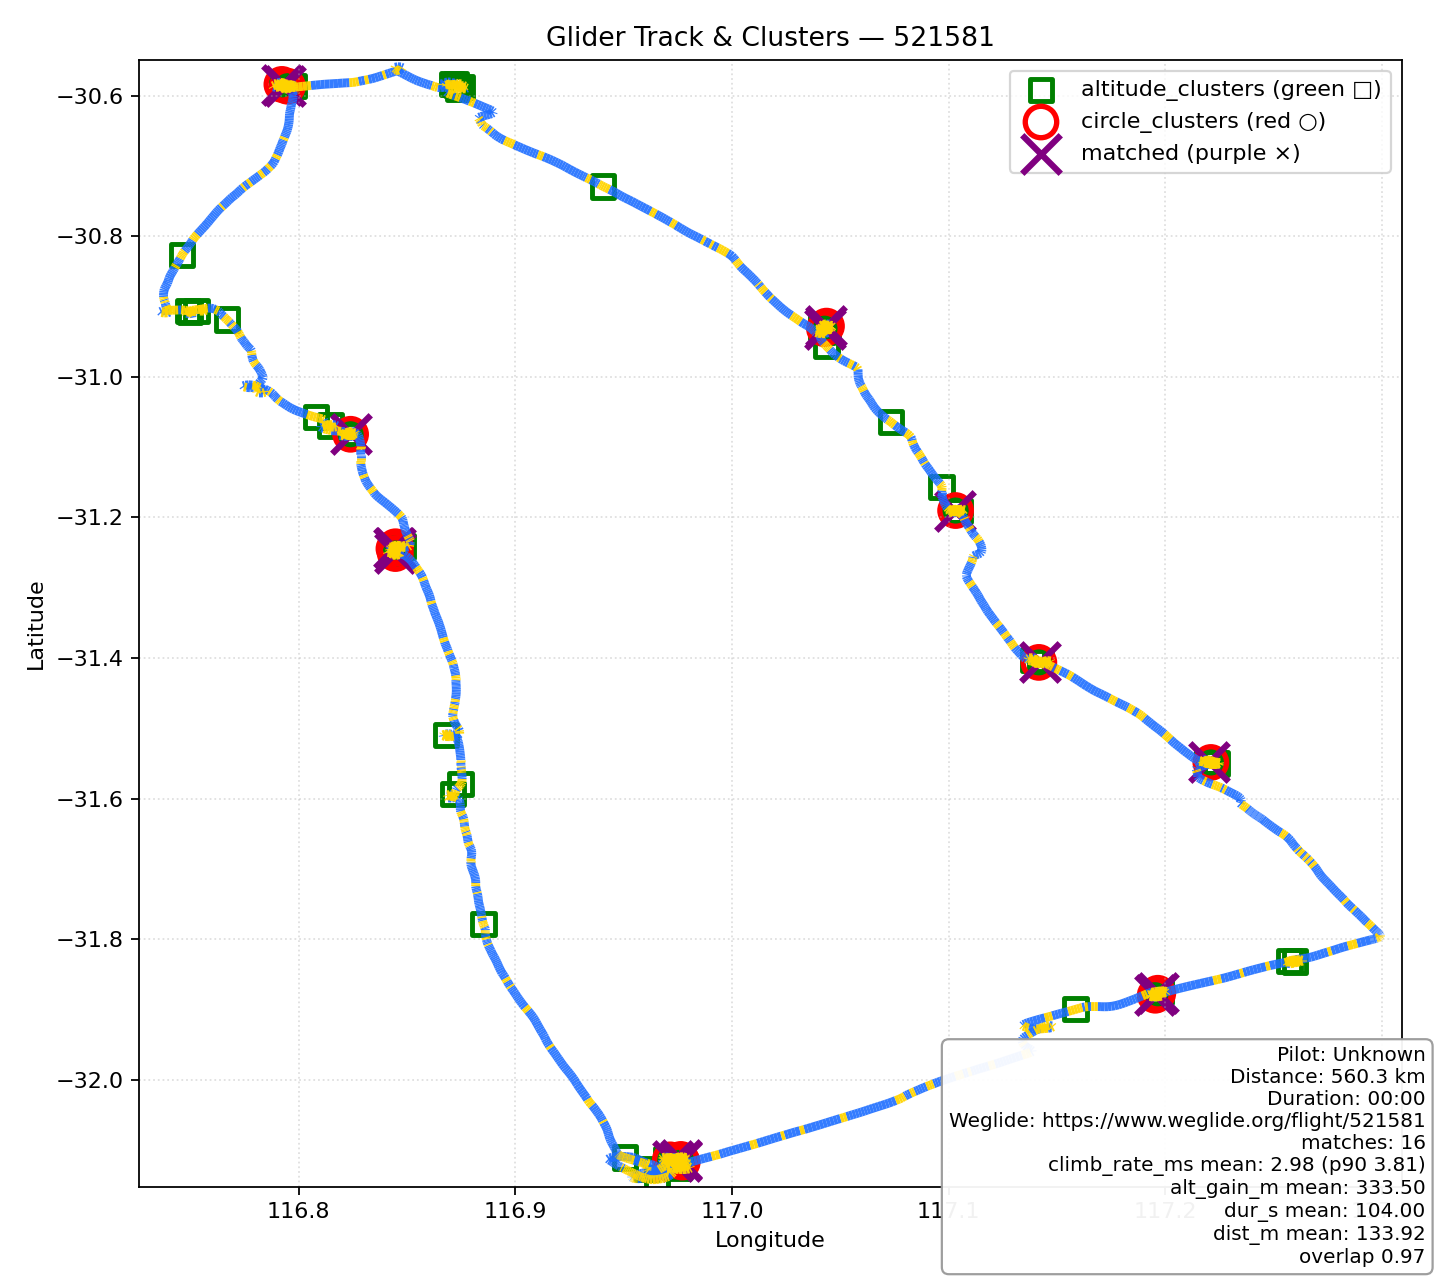 Glider Track & Clusters — 521581
altitude_clusters (green □)
circle_clusters (red ○)
matched (purple ×)
Latitude
−30.6
−30.8
−31.0
−31.2
−31.4
−31.6
−31.8
−32.0
116.8
116.9
117.0
117.1
117.2
Longitude
Pilot: Unknown
Distance: 560.3 km
Duration: 00:00
Weglide: https://www.weglide.org/flight/521581
matches: 16
climb_rate_ms mean: 2.98 (p90 3.81)
alt_gain_m mean: 333.50
dur_s mean: 104.00
dist_m mean: 133.92
overlap 0.97